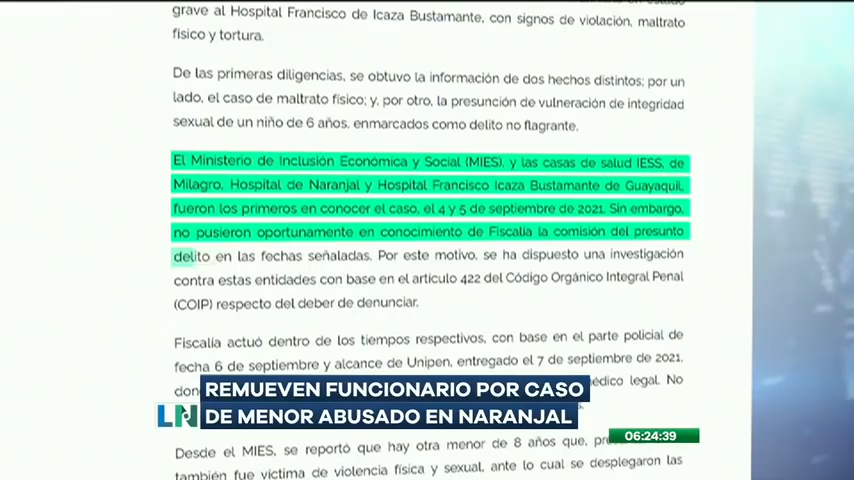 grave al Hospital Francisco de Icaza Bustamante, con signos de violación, maltrato
físico y tortura.
De las primeras diligencias, se obtuvo la información de dos hechos distintos; por un
lado, el caso de maltrato físico; y, por otro, la presunción de vulneración de integridad
sexual de un niño de 6 años, enmarcados como delito no flagrante.
El Ministerio de Inclusión Económica y Social (MIES), y las casas de salud IESS, de
Milagro, Hospital de Naranjal y Hospital Francisco Icaza Bustamante de Guayaquil,
fueron los primeros en conocer el caso, el 4 y 5 de septiembre de 2021. Sin embargo,
no pusieron oportunamente en conocimiento de Fiscalía la comisión del presunto
delito en las fechas señaladas. Por este motivo, se ha dispuesto una investigación
contra estas entidades con base en el artículo 422 del Código Orgánico Integral Penal
(COIP) respecto del deber de denunciar.
Fiscalía actuó dentro de los tiempos respectivos, con base en el parte policial de
fecha 6 de septiembre y alcance de Unipen, entregado el 7 de septiembre de 2021,
médico legal. No
REMUEVEN FUNCIONARIO POR CASO
LN DE MENOR ABUSADO EN NARANJAL
06:24:39
Desde el MIES, se reportó que hay otra menor de 8 años que,
también fue víctima de violencia física y sexual, ante lo cual se desplegaron las